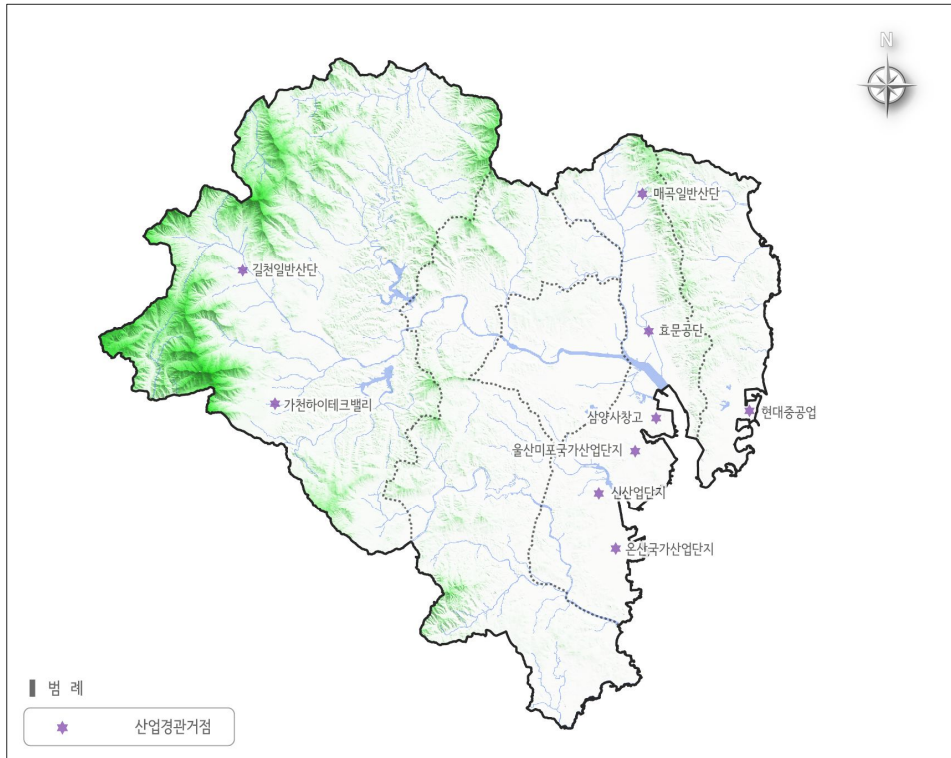 N
매곡일반산단
길천일반산단
효문공단
가천하이테크밸리
현대중공업
삼양사창고
울산미포국가산업단지
신산업단지
온산국가산업단지
범 례
산업경관거점